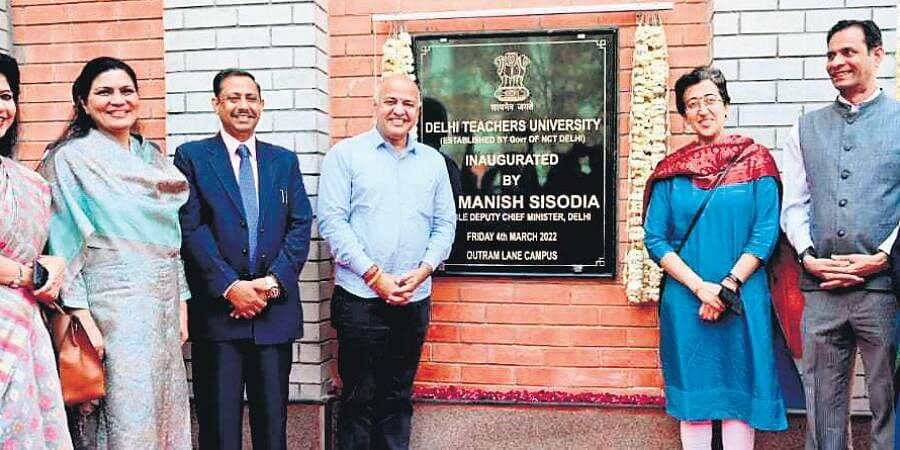 सत्यमेव जयते
DELHI TEACHERS UNIVERSITY
(ESTABLISHED BY GOVT OF NCT DELHI)
INAUGURATED
BY
MANISH SISODIA
DEPUTY CHIEF MINISTER, DELHI
FRIDAY 4th MARCH 2022
OUTRAM LANE CAMPUS